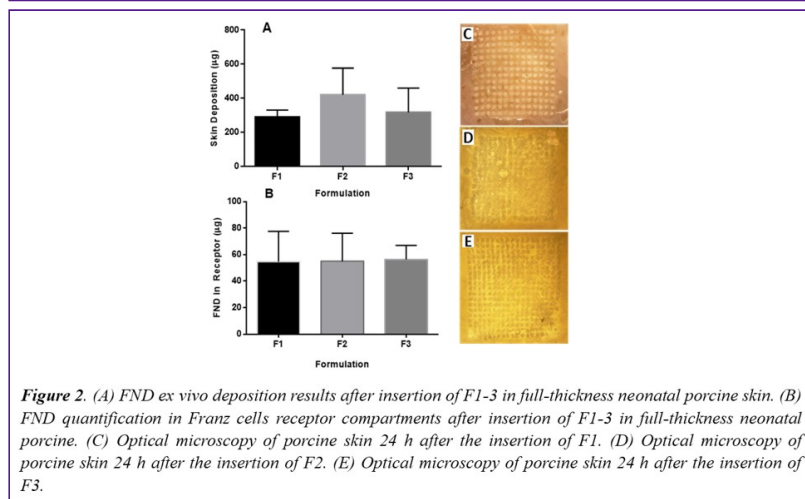 A
800
600
400
200
0
Skin Deposition (µg)
F1 F2 F3
Formulation
B
100
80
60
40
20
0
FND in Receptor (µg)
F1 F2 F3
Formulation
C
D
E
Figure 2. (A) FND ex vivo deposition results after insertion of F1-3 in full-thickness neonatal porcine skin. (B)
FND quantification in Franz cells receptor compartments after insertion of F1-3 in full-thickness neonatal
porcine. (C) Optical microscopy of porcine skin 24 h after the insertion of F1. (D) Optical microscopy of
porcine skin 24 h after the insertion of F2. (E) Optical microscopy of porcine skin 24 h after the insertion of
F3.